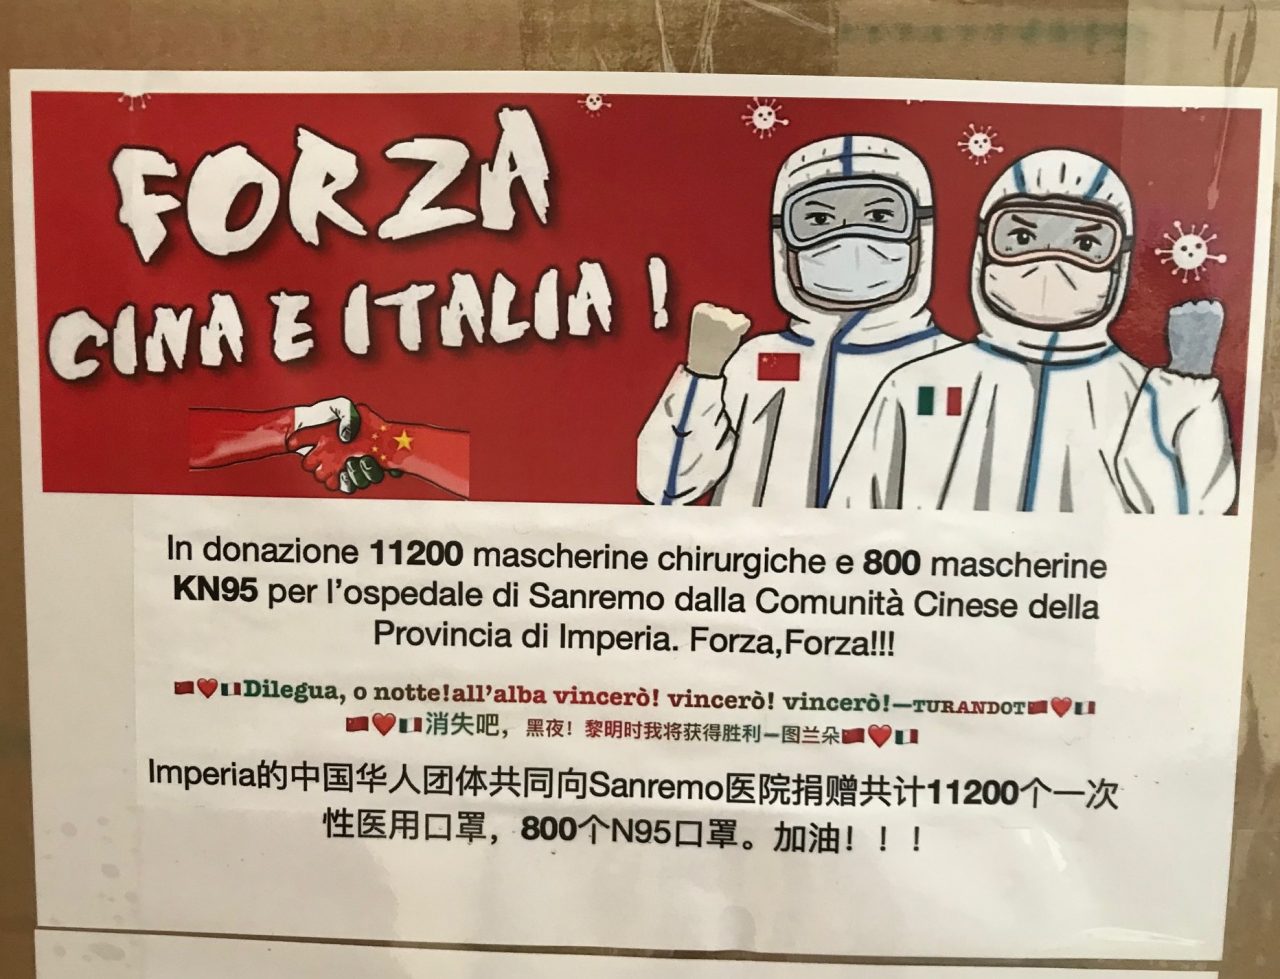 FORZA
CINA E ITALIA !
In donazione 11200 mascherine chirurgiche e 800 mascherine
KN95 per l'ospedale di Sanremo dalla Comunità Cinese della
Provincia di Imperia. Forza,Forza!!!
🇨🇳❤️🇮🇹Dilegua, o notte!all'alba vincerò! vincerò! vincerò!—TURANDOT🇨🇳❤️🇮🇹
🇨🇳❤️🇮🇹消失吧，黑夜！黎明时我将获得胜利—图兰朵🇨🇳❤️🇮🇹
Imperia的中国华人团体共同向Sanremo医院捐赠共计11200个一次
性医用口罩，800个N95口罩。加油！！！